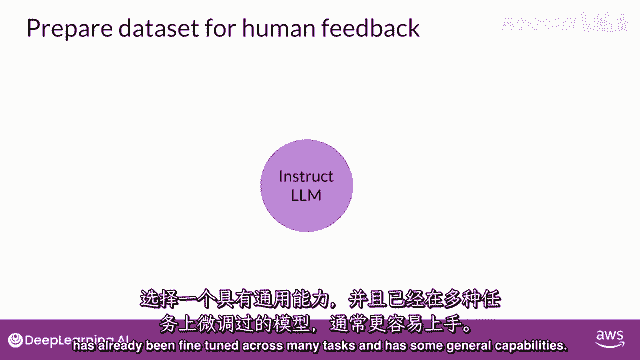 Prepare dataset for human feedback
Instruct
LLM
选择一个具有通用能力，并且已经在多种任
务上微调过的模型，通常更容易上手。
has already been fine tuned across many tasks and has some general capabilities.
DeepLearning.AI
aws